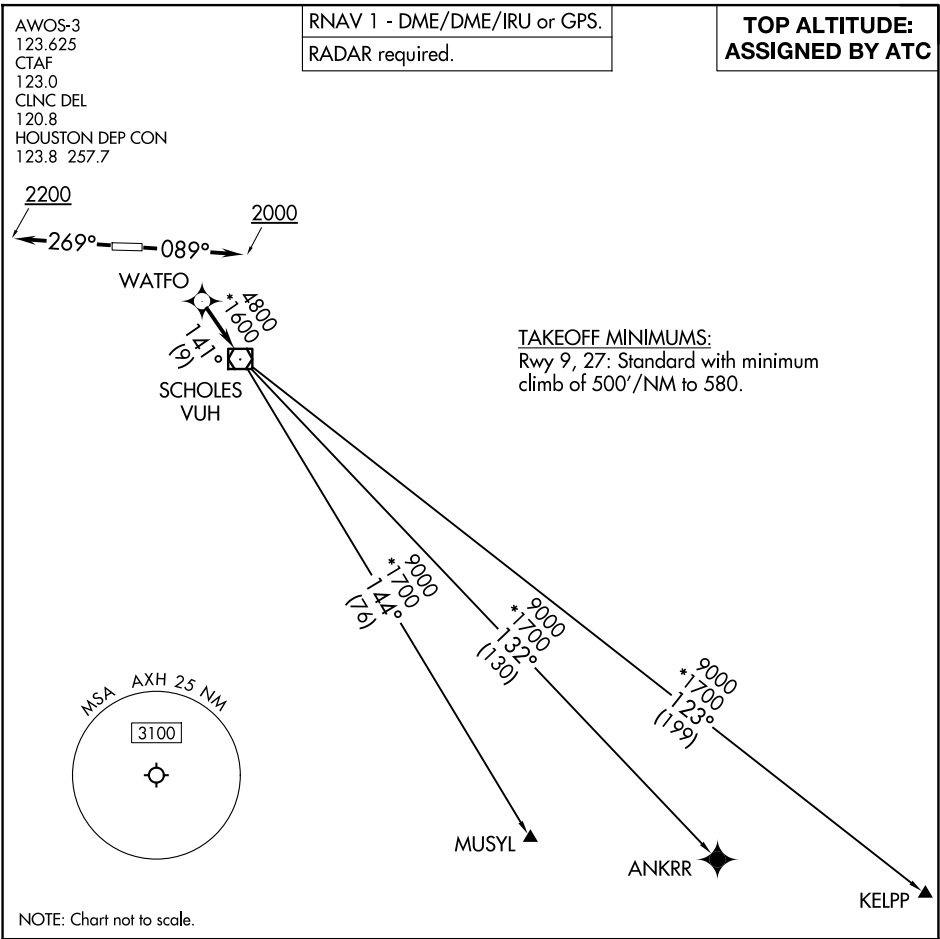 AWOS-3
123.625
CTAF
123.0
CLNC DEL
120.8
HOUSTON DEP CON
123.8 257.7
RNAV 1 - DME/DME/IRU or GPS.
RADAR required.
TOP ALTITUDE:
ASSIGNED BY ATC
2200
2000
269°
089°
WATFO
4800
*1600
141°
(9)
SCHOLES
VUH
TAKEOFF MINIMUMS:
Rwy 9, 27: Standard with minimum
climb of 500'/NM to 580.
9000
*1700
144°
(76)
9000
*1700
132°
(130)
9000
*1700
123°
(199)
MSA AXH 25 NM
3100
MUSYL
ANKRR
KELPP
NOTE: Chart not to scale.